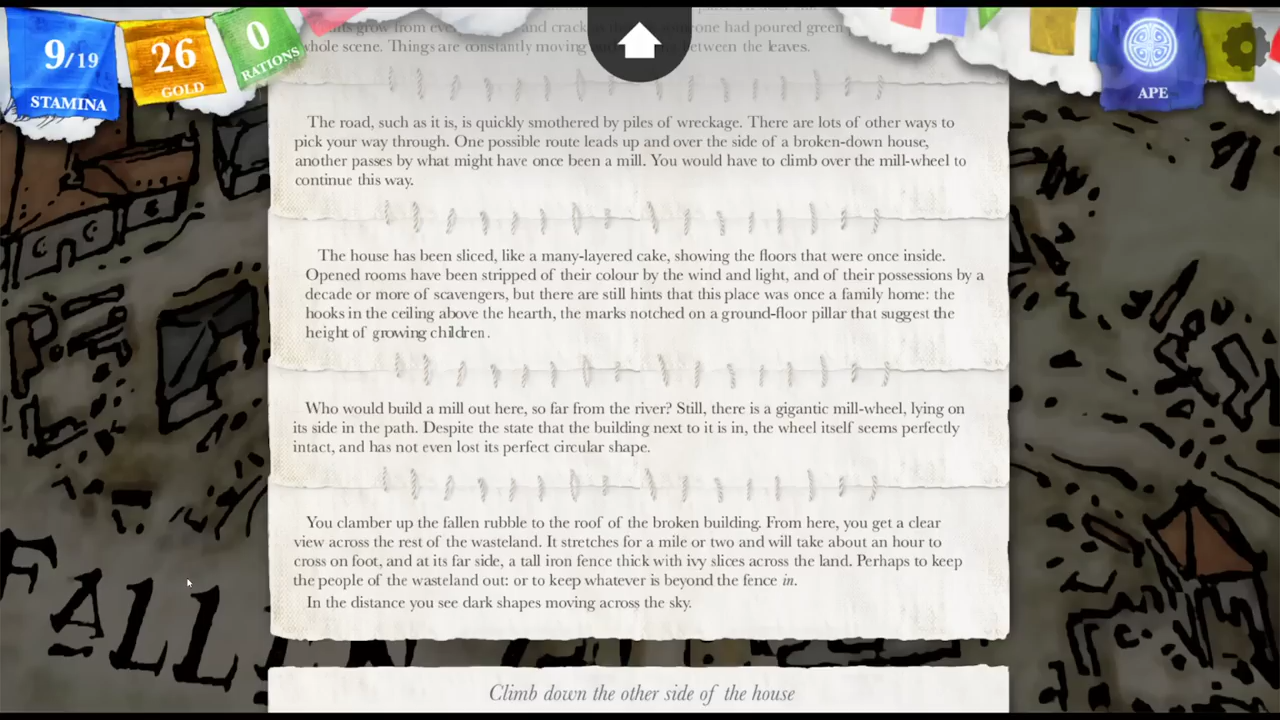 9/19
STAMINA
26
GOLD
0
RATIONS
APE
grow from
and crack
one had poured green
whole scene. Things are constantly moving
between the leaves.
The road, such as it is, is quickly smothered by piles of wreckage. There are lots of other ways to
pick your way through. One possible route leads up and over the side of a broken-down house,
another passes by what might have once been a mill. You would have to climb over the mill-wheel to
continue this way.
The house has been sliced, like a many-layered cake, showing the floors that were once inside.
Opened rooms have been stripped of their colour by the wind and light, and of their possessions by a
decade or more of scavengers, but there are still hints that this place was once a family home: the
hooks in the ceiling above the hearth, the marks notched on a ground-floor pillar that suggest the
height of growing children.
Who would build a mill out here, so far from the river? Still, there is a gigantic mill-wheel, lying on
its side in the path. Despite the state that the building next to it is in, the wheel itself seems perfectly
intact, and has not even lost its perfect circular shape.
You clamber up the fallen rubble to the roof of the broken building. From here, you get a clear
view across the rest of the wasteland. It stretches for a mile or two and will take about an hour to
cross on foot, and at its far side, a tall iron fence thick with ivy slices across the land. Perhaps to keep
the people of the wasteland out: or to keep whatever is beyond the fence in.
In the distance you see dark shapes moving across the sky.
Climb down the other side of the house